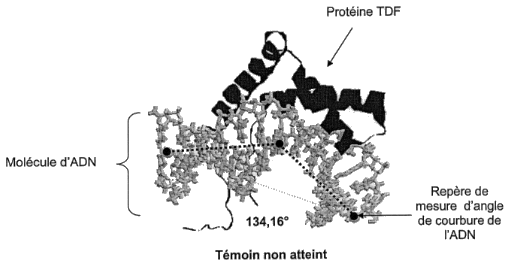 Protéine TDF
Molécule d'ADN
134,16°
Repère de
mesure d'angle
de courbure de
l'ADN
Témoin non atteint